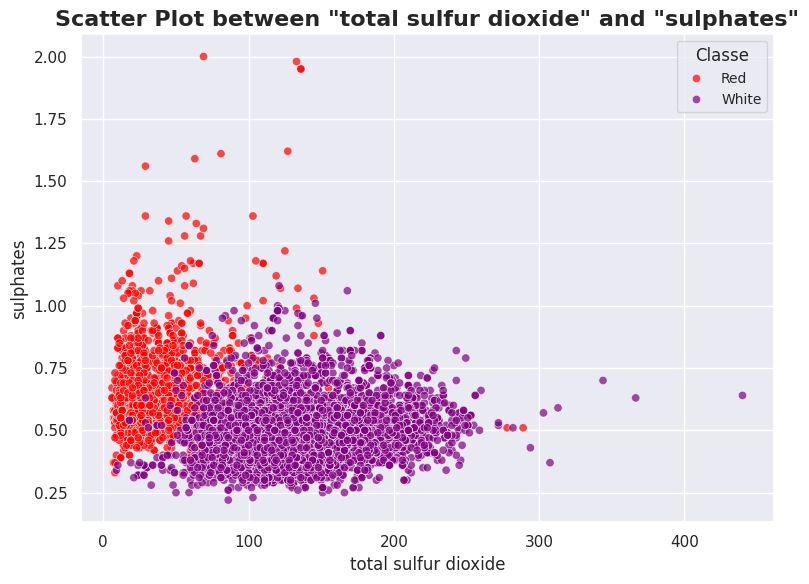 Scatter Plot between "total sulfur dioxide" and "sulphates"
Classe
Red
White
2.00
1.75
1.50
1.25
1.00
0.75
0.50
0.25
sulphates
0 100 200 300 400
total sulfur dioxide